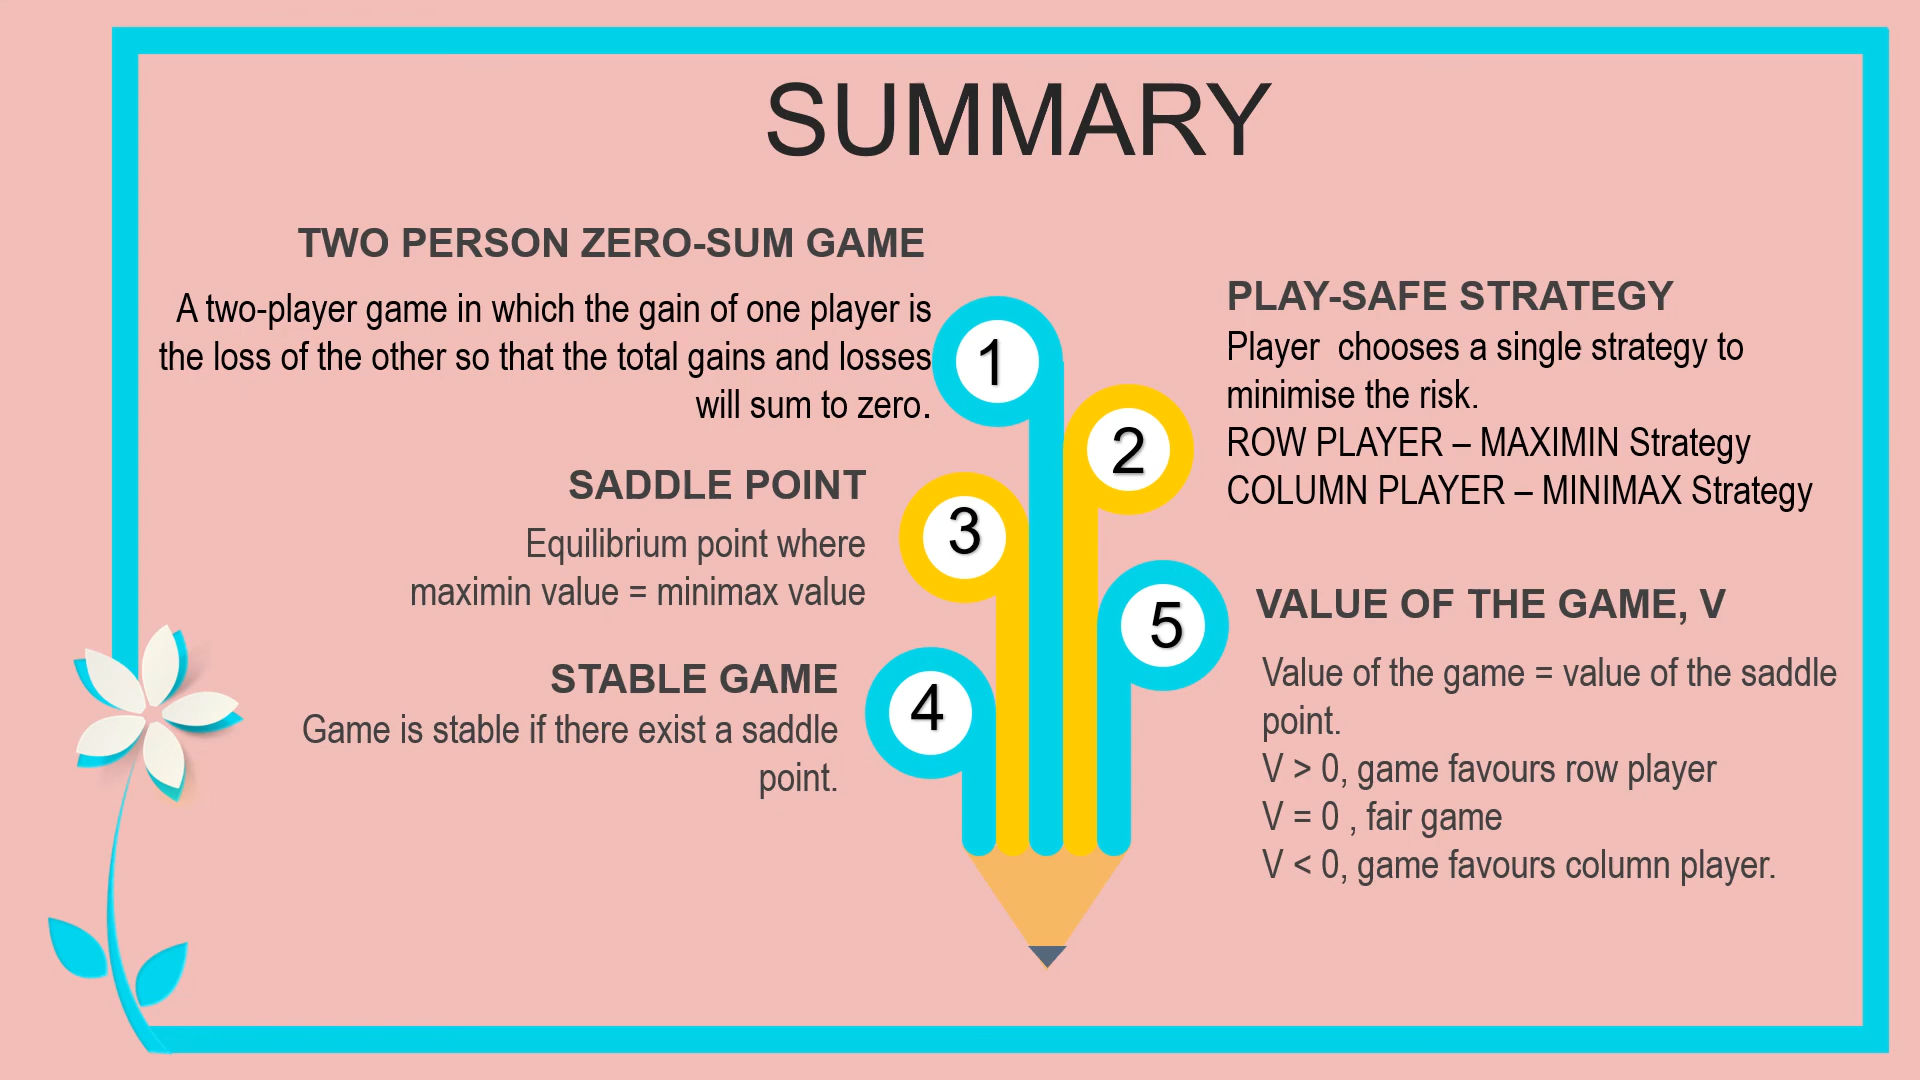 SUMMARY
TWO PERSON ZERO-SUM GAME
A two-player game in which the gain of one player is
the loss of the other so that the total gains and losses
will sum to zero.
1
PLAY-SAFE STRATEGY
Player  chooses a single strategy to
minimise the risk.
ROW PLAYER – MAXIMIN Strategy
COLUMN PLAYER – MINIMAX Strategy
2
SADDLE POINT
Equilibrium point where
maximin value = minimax value
3
STABLE GAME
Game is stable if there exist a saddle
point.
4
5
VALUE OF THE GAME, V
Value of the game = value of the saddle
point.
V > 0, game favours row player
V = 0 , fair game
V < 0, game favours column player.